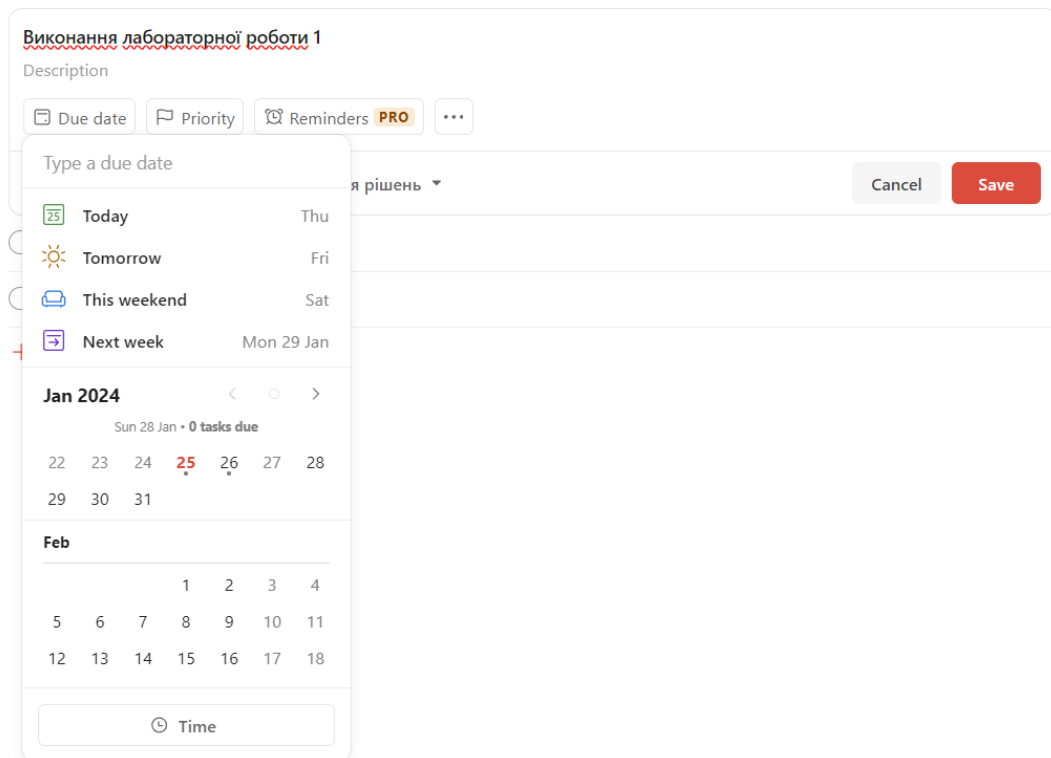 Виконання лабораторної роботи 1
Description
Due date Priority Reminders PRO ...
Type a due date
рішень Cancel Save
25 Today Thu
Tomorrow Fri
This weekend Sat
Next week Mon 29 Jan
Jan 2024
Sun 28 Jan • 0 tasks due
22 23 24 25 26 27 28
29 30 31
Feb
1 2 3 4
5 6 7 8 9 10 11
12 13 14 15 16 17 18
Time